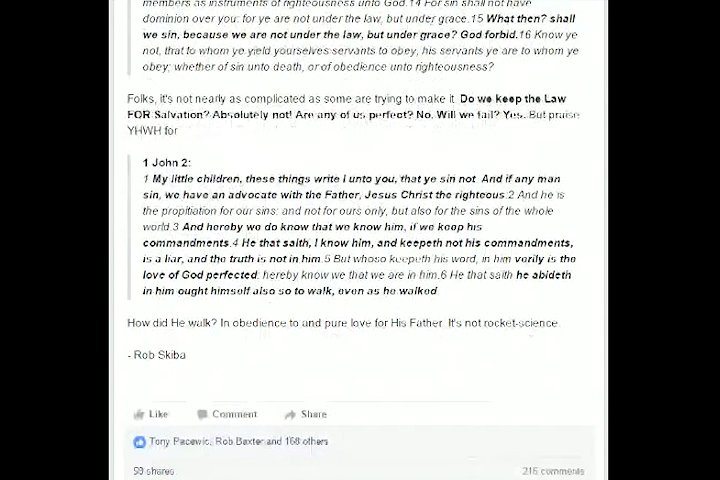 members as instruments of righteousness unto God.14 For sin shall not have
dominion over you: for ye are not under the law, but under grace.15 What then? shall
we sin, because we are not under the law, but under grace? God forbid.16 Know ye
not, that to whom ye yield yourselves servants to obey, his servants ye are to whom ye
obey; whether of sin unto death, or of obedience unto righteousness?
Folks, it's not nearly as complicated as some are trying to make it. Do we keep the Law
FOR Salvation? Absolutely not! Are any of us perfect? No. Will we fail? Yes. But praise
YHWH for
1 John 2:
1 My little children, these things write I unto you, that ye sin not. And if any man
sin, we have an advocate with the Father, Jesus Christ the righteous:2 And he is
the propitiation for our sins: and not for ours only, but also for the sins of the whole
world.3 And hereby we do know that we know him, if we keep his
commandments.4 He that saith, I know him, and keepeth not his commandments,
is a liar, and the truth is not in him.5 But whoso keepeth his word, in him verily is the
love of God perfected: hereby know we that we are in him.6 He that saith he abideth
in him ought himself also so to walk, even as he walked.
How did He walk? In obedience to and pure love for His Father. It's not rocket-science.
- Rob Skiba
Like Comment Share
Tony Pacewic, Rob Baxter and 168 others
59 shares 215 comments